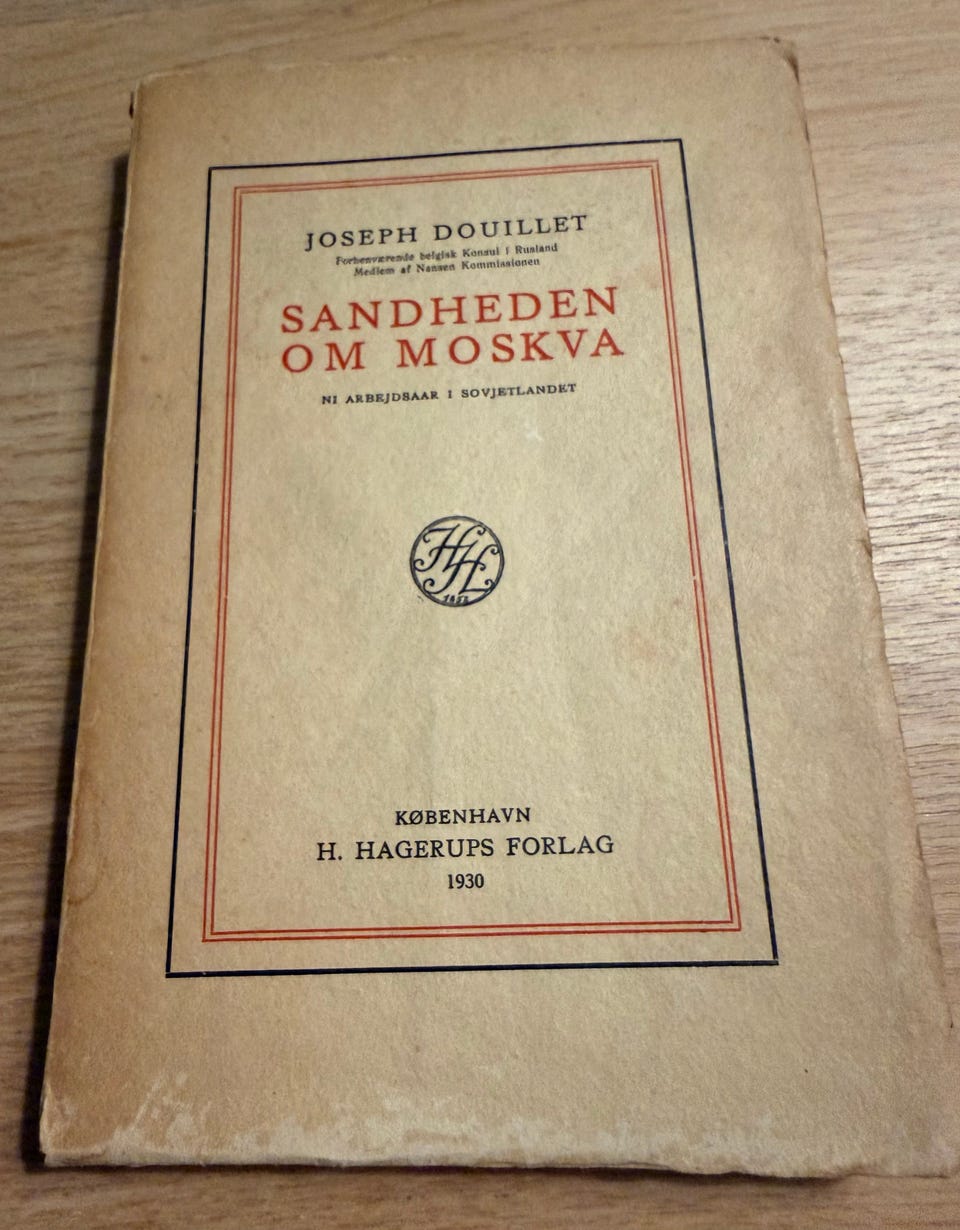 JOSEPH DOUILLET
Forhenværende belgisk Konsul i Rusland
Medlem af Nansen Kommissionen
SANDHEDEN
OM MOSKVA
NI ARBEJDSAAR I SOVJETLANDET
HH
1852
KØBENHAVN
H. HAGERUPS FORLAG
1930